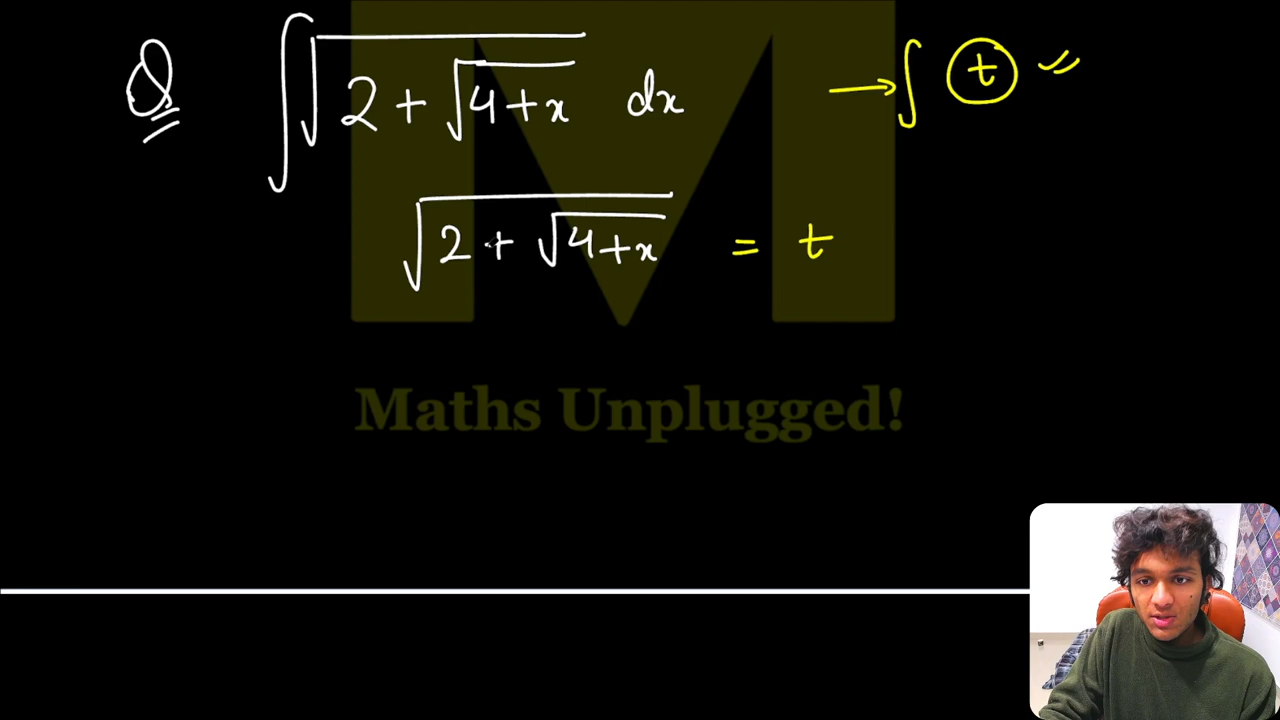 Q ∫√(2 + √(4+x)) dx → ∫ t
√(2 + √(4+x)) = t
Maths Unplugged!